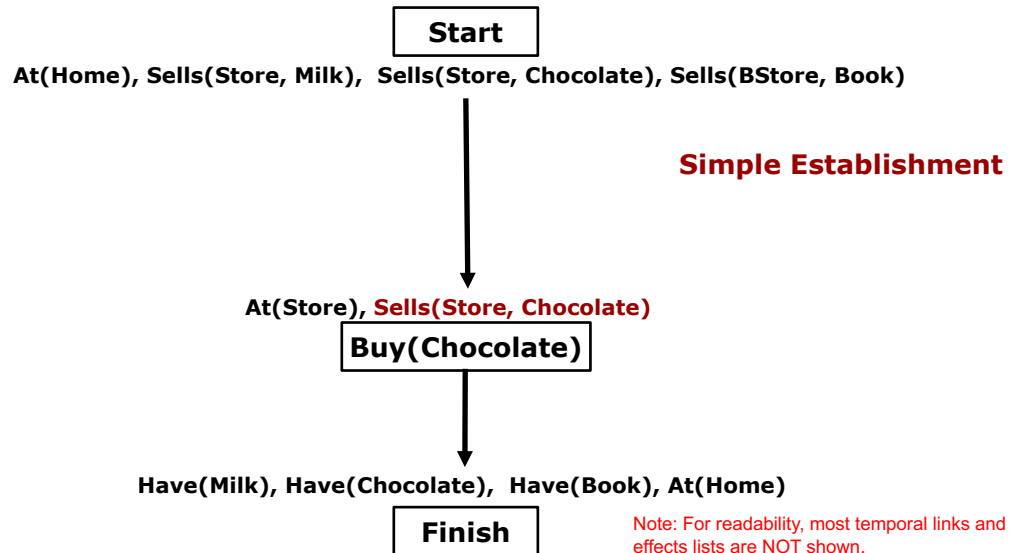 Start
At(Home), Sells(Store, Milk), Sells(Store, Chocolate), Sells(BStore, Book)
Simple Establishment
At(Store), Sells(Store, Chocolate)
Buy(Chocolate)
Have(Milk), Have(Chocolate), Have(Book), At(Home)
Finish
Note: For readability, most temporal links and
effects lists are NOT shown.